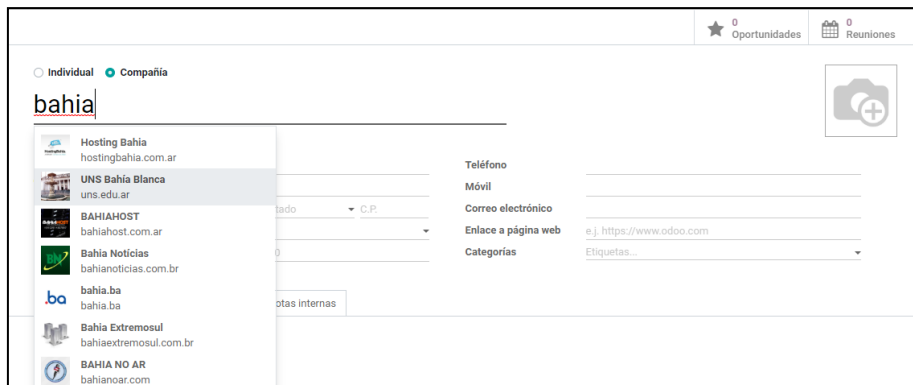 0
Oportunidades
0
Reuniones
Individual
Compañía
bahia
Hosting Bahia
hostingbahia.com.ar
UNS Bahía Blanca
uns.edu.ar
BAHIAHOST
bahiahost.com.ar
Bahia Notícias
bahianoticias.com.br
bahia.ba
bahia.ba
Bahia Extremosul
bahiaextremosul.com.br
BAHIA NO AR
bahianoar.com
tado
C.P.
0
otas internas
Teléfono
Móvil
Correo electrónico
Enlace a página web
e.j. https://www.odoo.com
Categorías
Etiquetas...